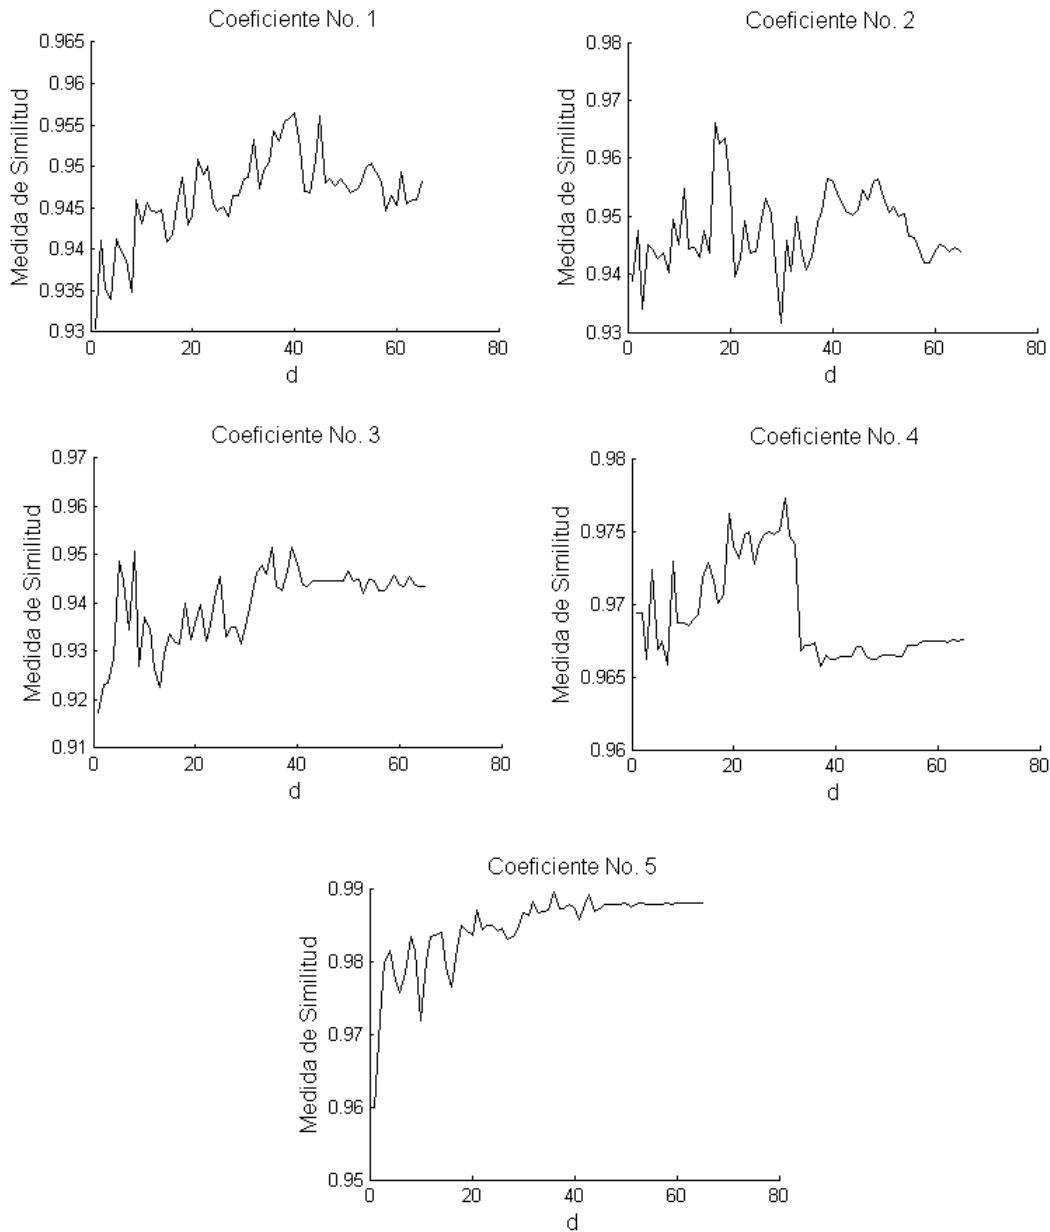 Coeficiente No. 1
0.965
0.96
0.955
0.95
0.945
0.94
0.935
0.93
Medida de Similitud
0 20 40 60 80
d
Coeficiente No. 2
0.98
0.97
0.96
0.95
0.94
0.93
Medida de Similitud
0 20 40 60 80
d
Coeficiente No. 3
0.97
0.96
0.95
0.94
0.93
0.92
0.91
Medida de Similitud
0 20 40 60 80
d
Coeficiente No. 4
0.98
0.975
0.97
0.965
0.96
Medida de Similitud
0 20 40 60 80
d
Coeficiente No. 5
0.99
0.98
0.97
0.96
0.95
Medida de Similitud
0 20 40 60 80
d